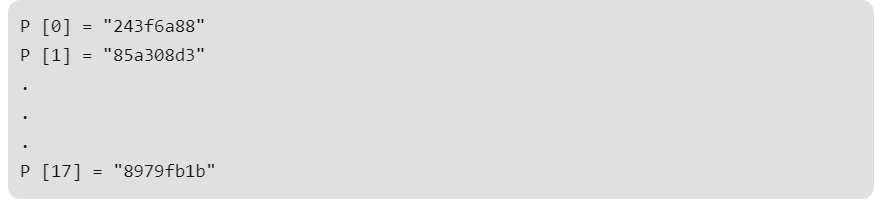 P [0] = "243f6a88"
P [1] = "85a308d3"
.
.
.
P [17] = "8979fb1b"